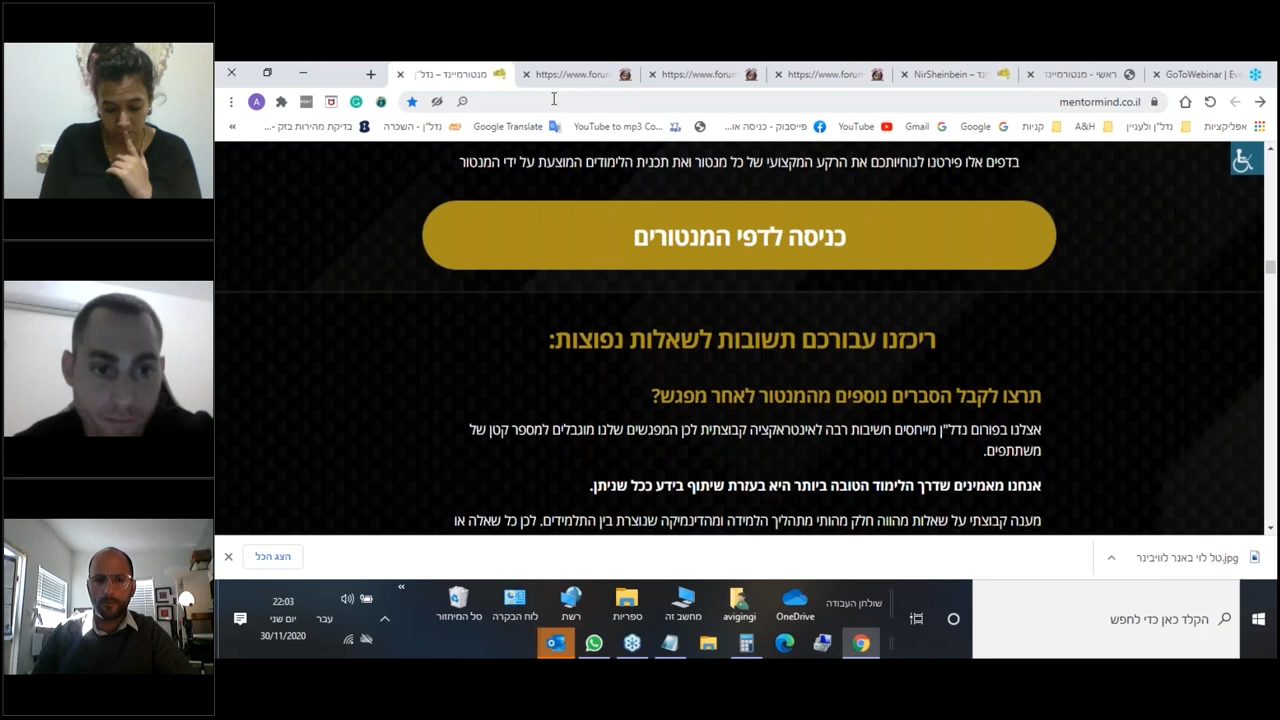 מנטורמיינד – נדל"ן
https://www.forun
https://www.forun
https://www.forun
NirSheinbein – מנטורמיינד
ראשי - מנטורמיינד
GoToWebinar | Eve
mentormind.co.il
אפליקציות
נדל"ן ולעניין
A&H
קניות
Google
Gmail
YouTube
פייסבוק - כניסה או...
YouTube to mp3 Co...
Google Translate
נדל"ן - השכרה
בדיקת מהירות בזק -...
בדפים אלו פירטנו לנוחיותכם את הרקע המקצועי של כל מנטור ואת תכנית הלימודים המוצעת על ידי המנטור
כניסה לדפי המנטורים
ריכזנו עבורכם תשובות לשאלות נפוצות:
תרצו לקבל הסברים נוספים מהמנטור לאחר מפגש?
אצלנו בפורום נדל"ן מייחסים חשיבות רבה לאינטראקציה קבוצתית לכן המפגשים שלנו מוגבלים למספר קטן של
משתתפים.
אנחנו מאמינים שדרך הלימוד הטובה ביותר היא בעזרת שיתוף בידע ככל שניתן.
מענה קבוצתי על שאלות מהווה חלק מהותי מתהליך הלמידה ומהדינמיקה שנוצרת בין התלמידים. לכן כל שאלה או
טל לוי באנר לוויבינר.jpg
הצג הכל
הקלד כאן כדי לחפש
שולחן העבודה
OneDrive
avigingi
מחשב זה
ספריות
רשת
לוח הבקרה
סל המיחזור
עבר
22:03
יום שני
30/11/2020